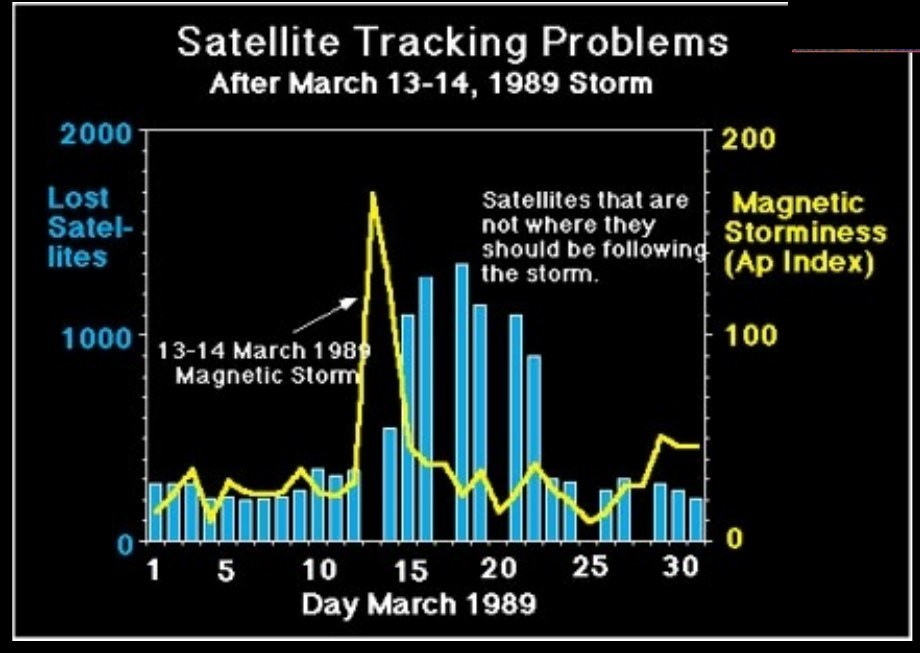 Satellite Tracking Problems
After March 13-14, 1989 Storm
2000
200
Lost
Satel-
lites
Satellites that are
not where they
should be following
the storm.
Magnetic
Storminess
(Ap Index)
1000
100
13-14 March 1989
Magnetic Storm
0
0
1 5 10 15 20 25 30
Day March 1989